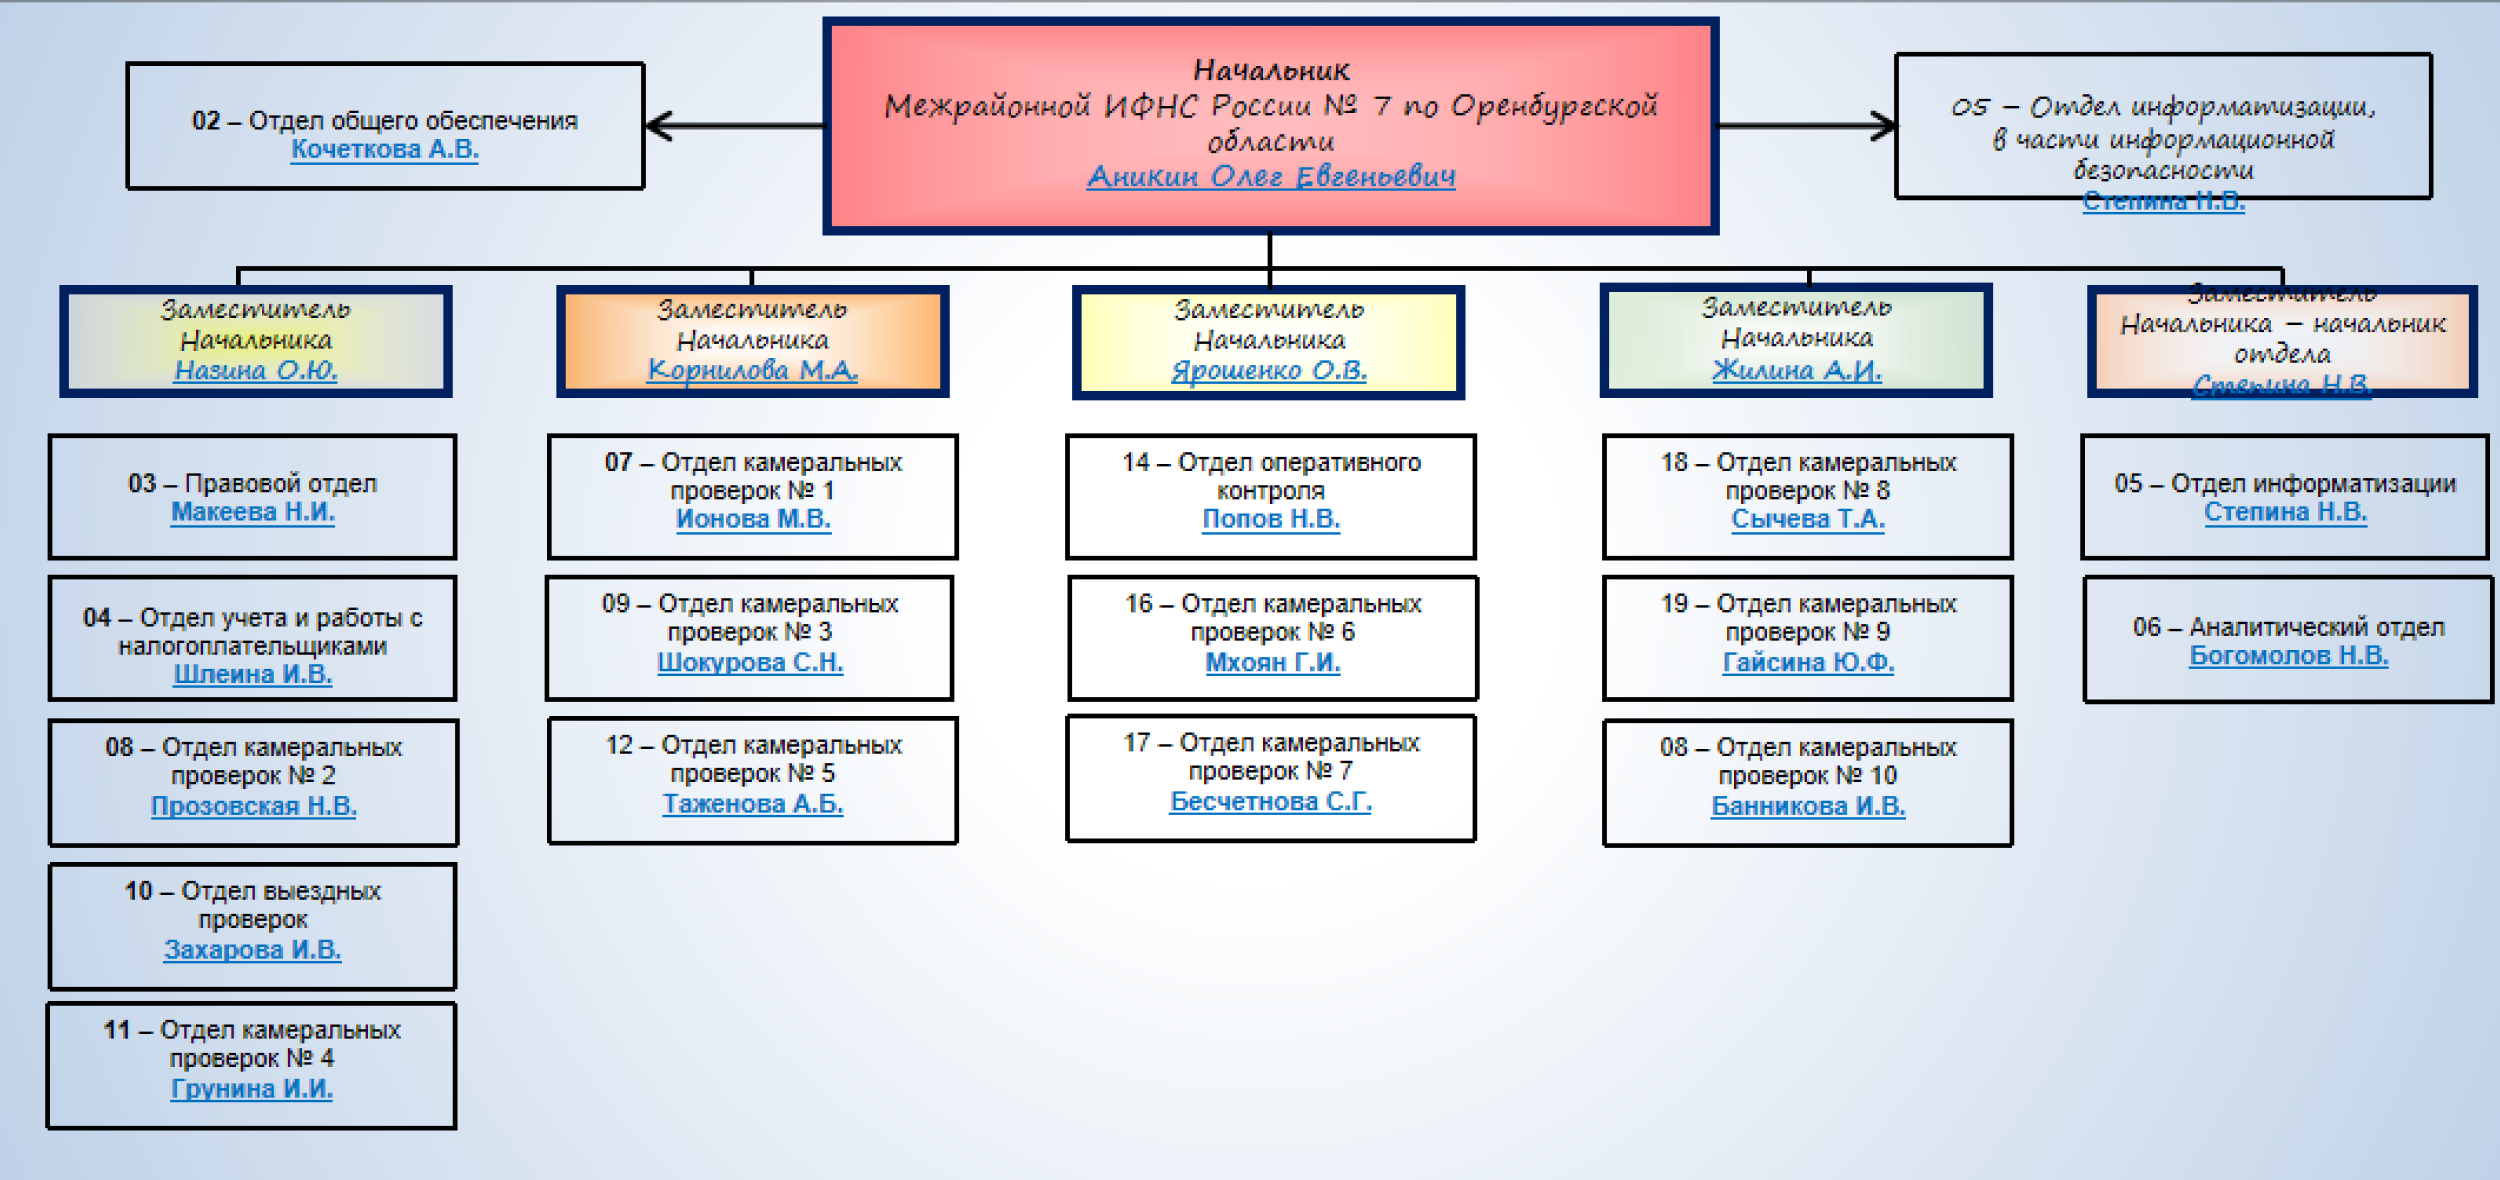 02 – Отдел общего обеспечения
Кочеткова А.В.
Начальник
Межрайонной ИФНС России № 7 по Оренбургской
области
Аникин Олег Евгеньевич
05 – Отдел информатизации,
в части информационной
безопасности
Степина Н.В.
Заместитель
Начальника
Назина О.Ю.
Заместитель
Начальника
Корнилова М.А.
Заместитель
Начальника
Ярошенко О.В.
Заместитель
Начальника
Жилина А.И.
Заместитель
Начальника – начальник
отдела
Степина Н.В.
03 – Правовой отдел
Макеева Н.И.
04 – Отдел учета и работы с
налогоплательщиками
Шлеина И.В.
08 – Отдел камеральных
проверок № 2
Прозовская Н.В.
10 – Отдел выездных
проверок
Захарова И.В.
11 – Отдел камеральных
проверок № 4
Грунина И.И.
07 – Отдел камеральных
проверок № 1
Ионова М.В.
09 – Отдел камеральных
проверок № 3
Шокурова С.Н.
12 – Отдел камеральных
проверок № 5
Таженова А.Б.
14 – Отдел оперативного
контроля
Попов Н.В.
16 – Отдел камеральных
проверок № 6
Мхоян Г.И.
17 – Отдел камеральных
проверок № 7
Бесчетнова С.Г.
18 – Отдел камеральных
проверок № 8
Сычева Т.А.
19 – Отдел камеральных
проверок № 9
Гайсина Ю.Ф.
08 – Отдел камеральных
проверок № 10
Банникова И.В.
05 – Отдел информатизации
Степина Н.В.
06 – Аналитический отдел
Богомолов Н.В.